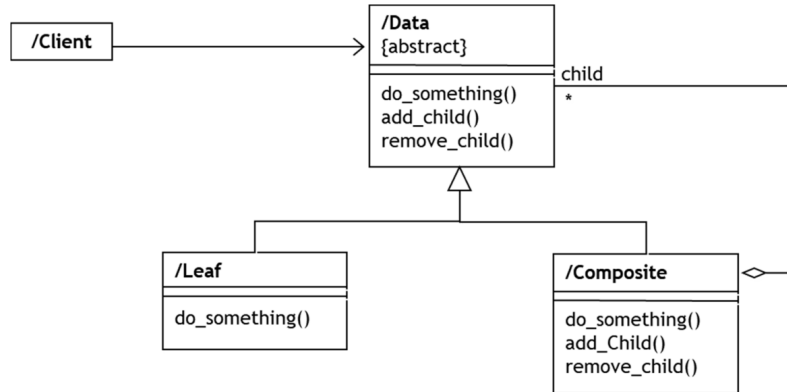 /Client
/Data
{abstract}
do_something()
add_child()
remove_child()
child
*
/Leaf
do_something()
/Composite
do_something()
add_Child()
remove_child()